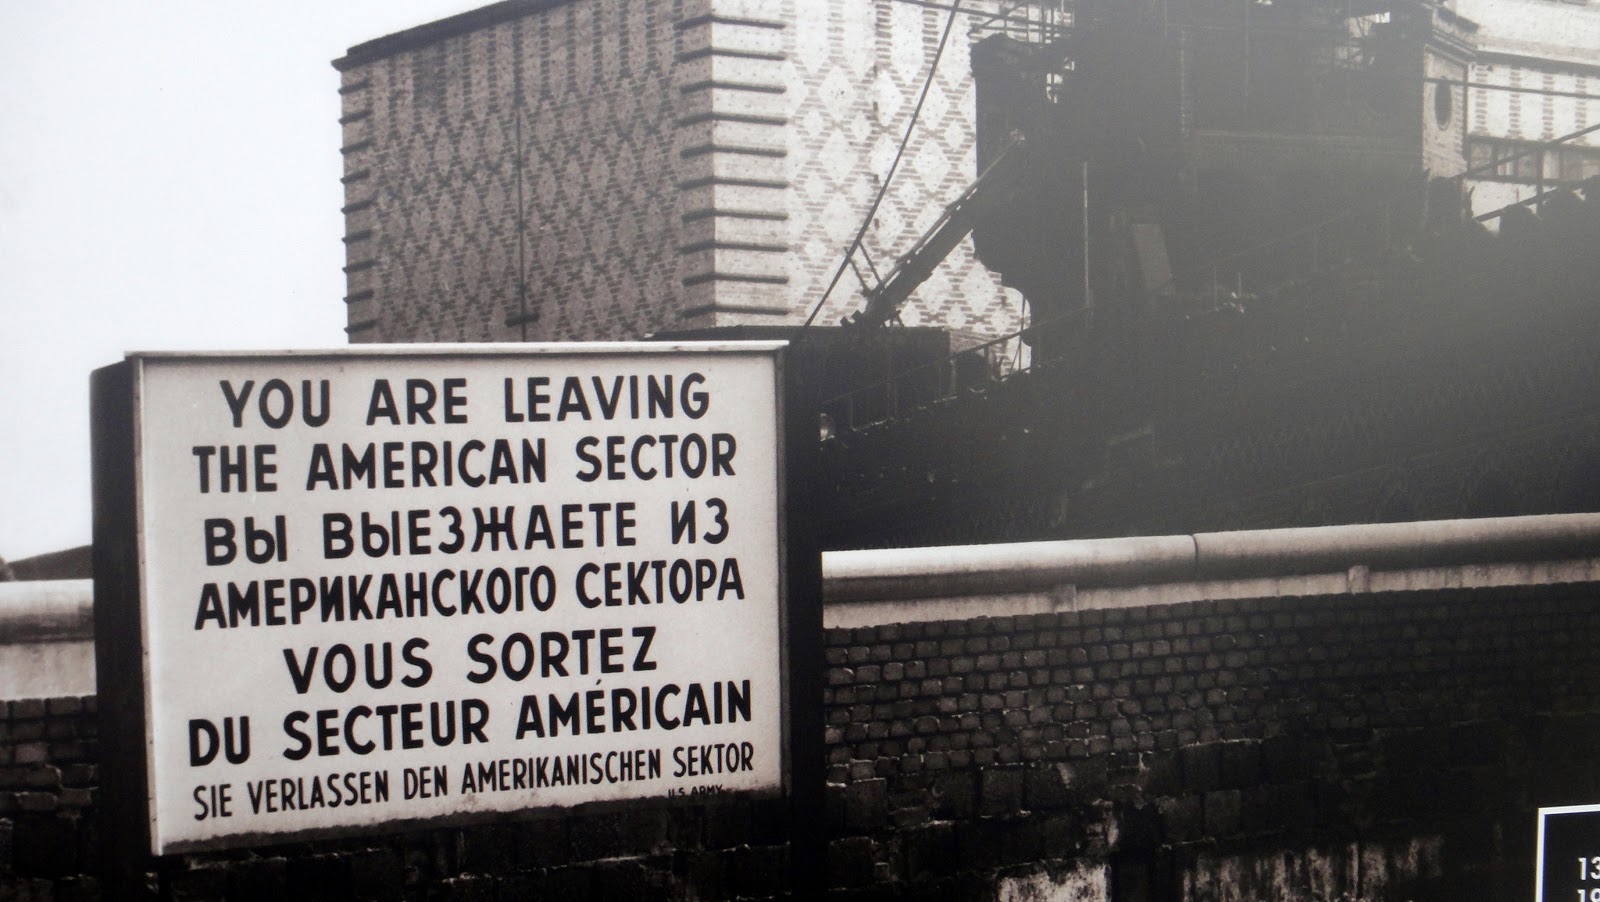 YOU ARE LEAVING
THE AMERICAN SECTOR
ВЫ ВЫЕЗЖАЕТЕ ИЗ
АМЕРИКАНСКОГО СЕКТОРА
VOUS SORTEZ
DU SECTEUR AMÉRICAIN
SIE VERLASSEN DEN AMERIKANISCHEN SEKTOR
U.S. ARMY